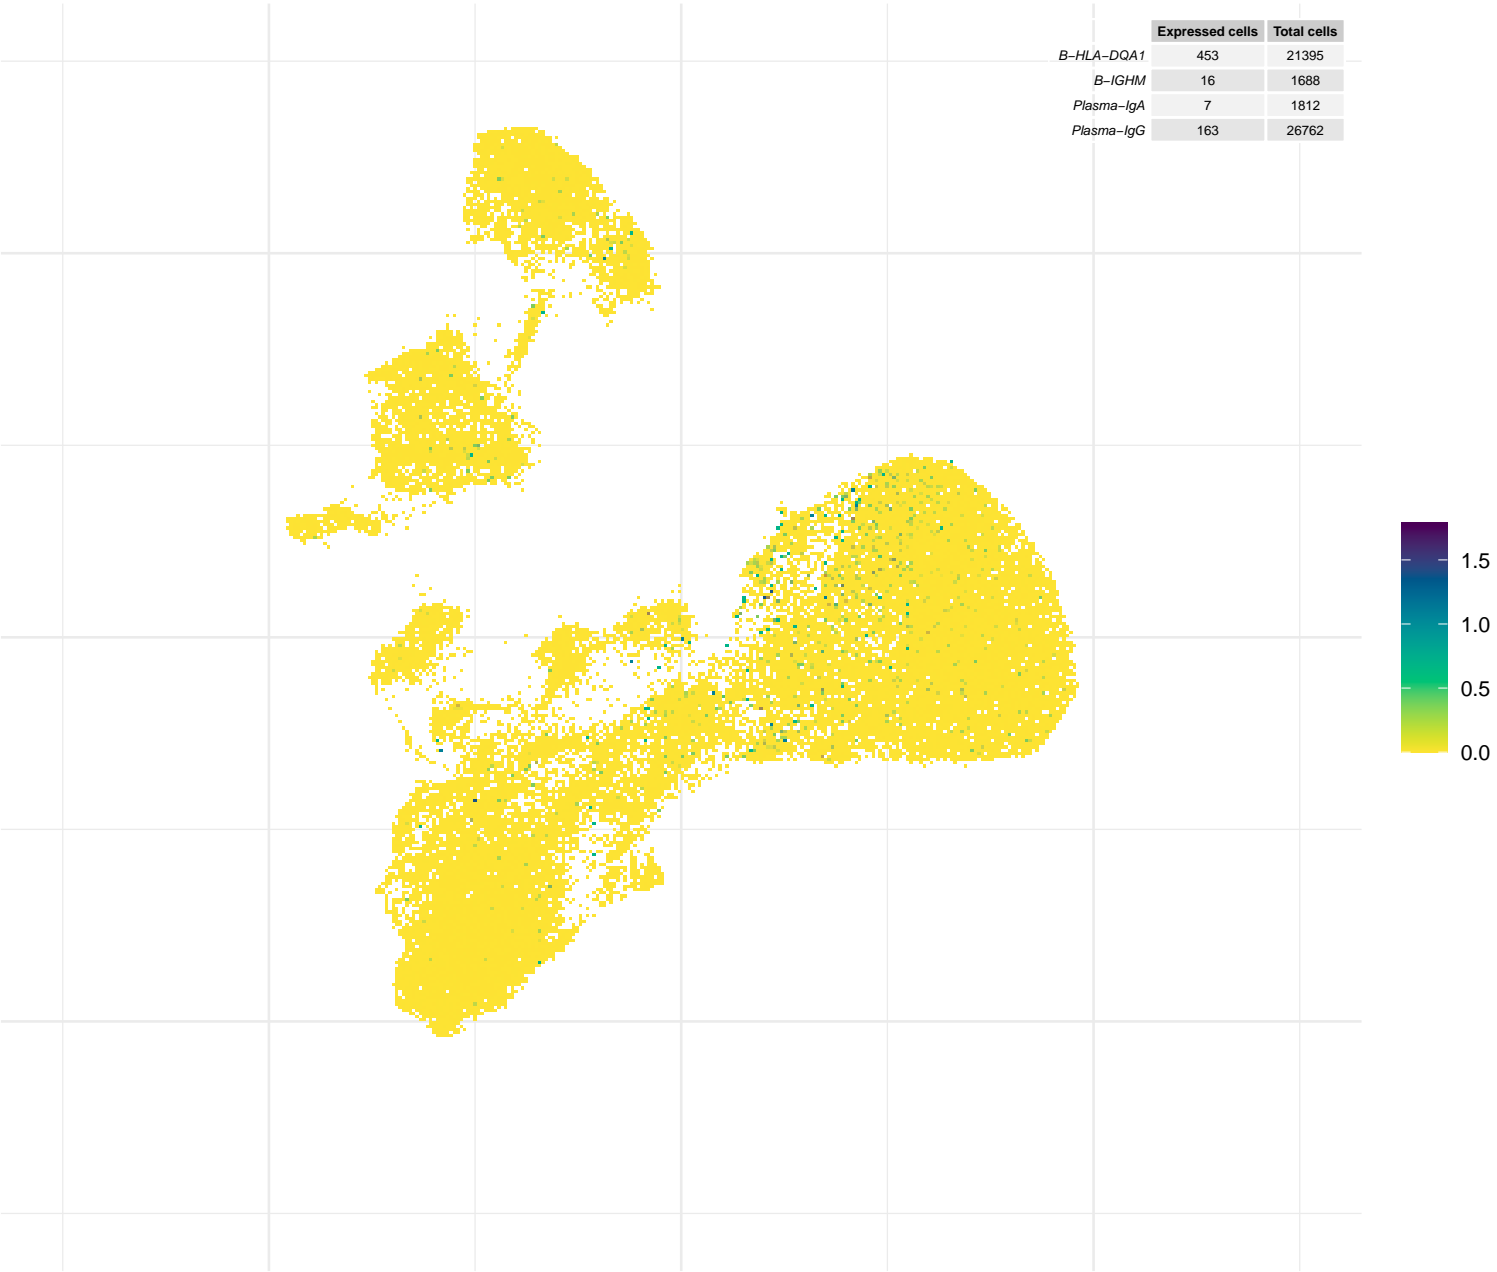 Expressed cells Total cells
B−HLA−DQA1 453 21395
B−IGHM 16 1688
Plasma−IgA 7 1812
Plasma−IgG 163 26762
1.5
1.0
0.5
0.0